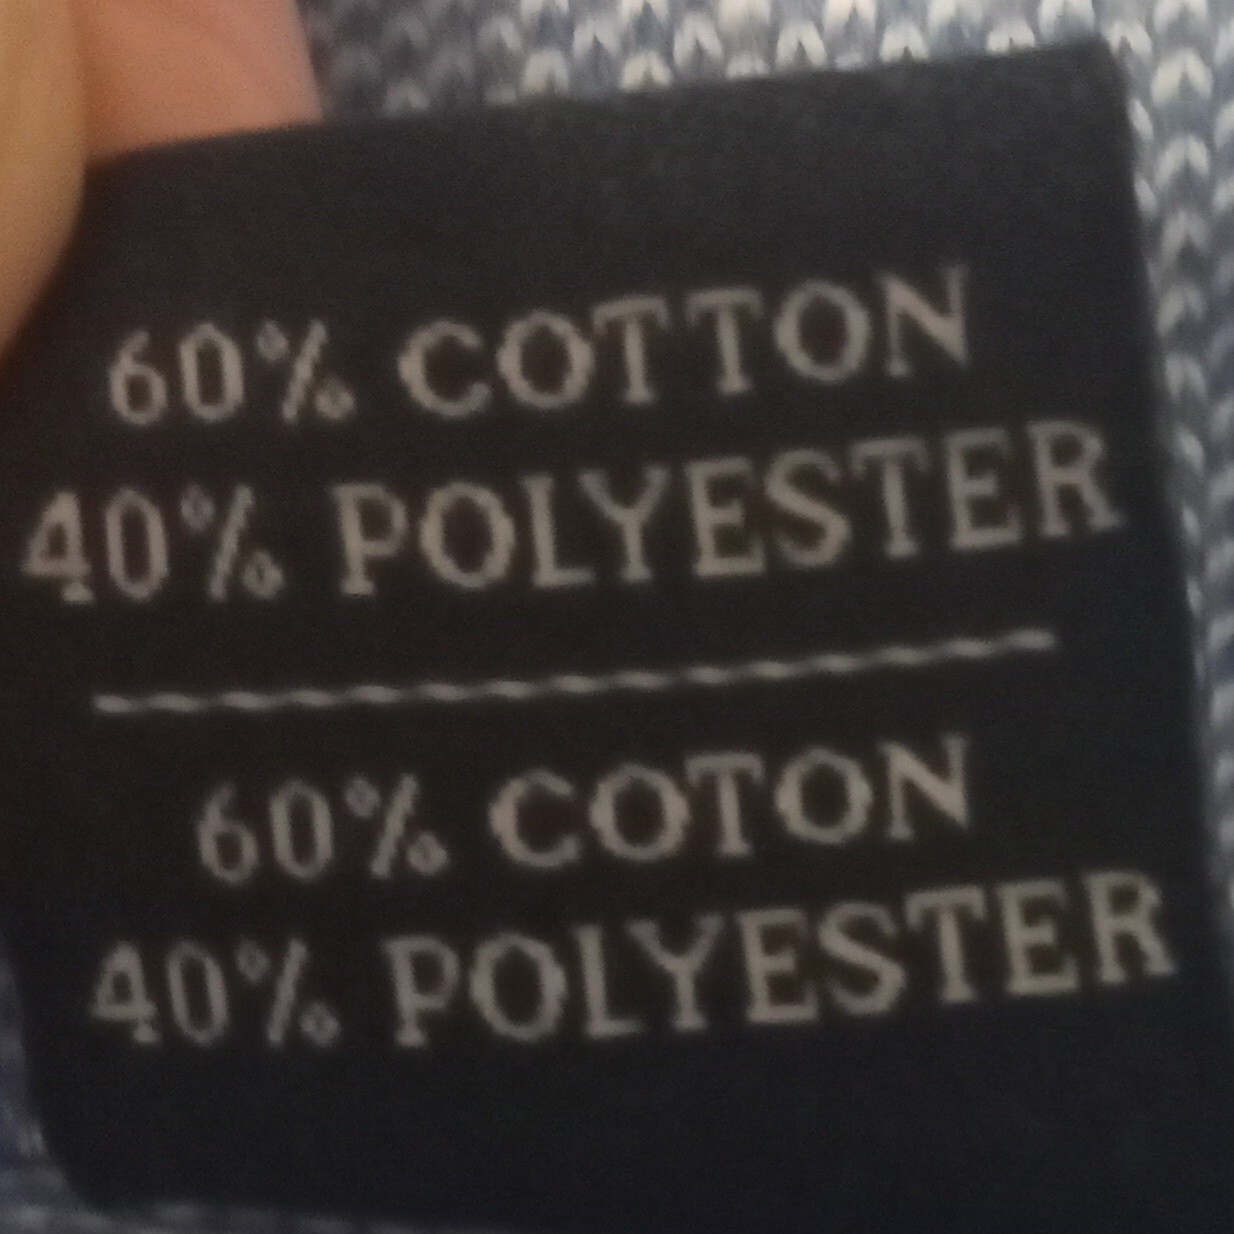 60% COTTON
40% POLYESTER
60% COTON
40% POLYESTER